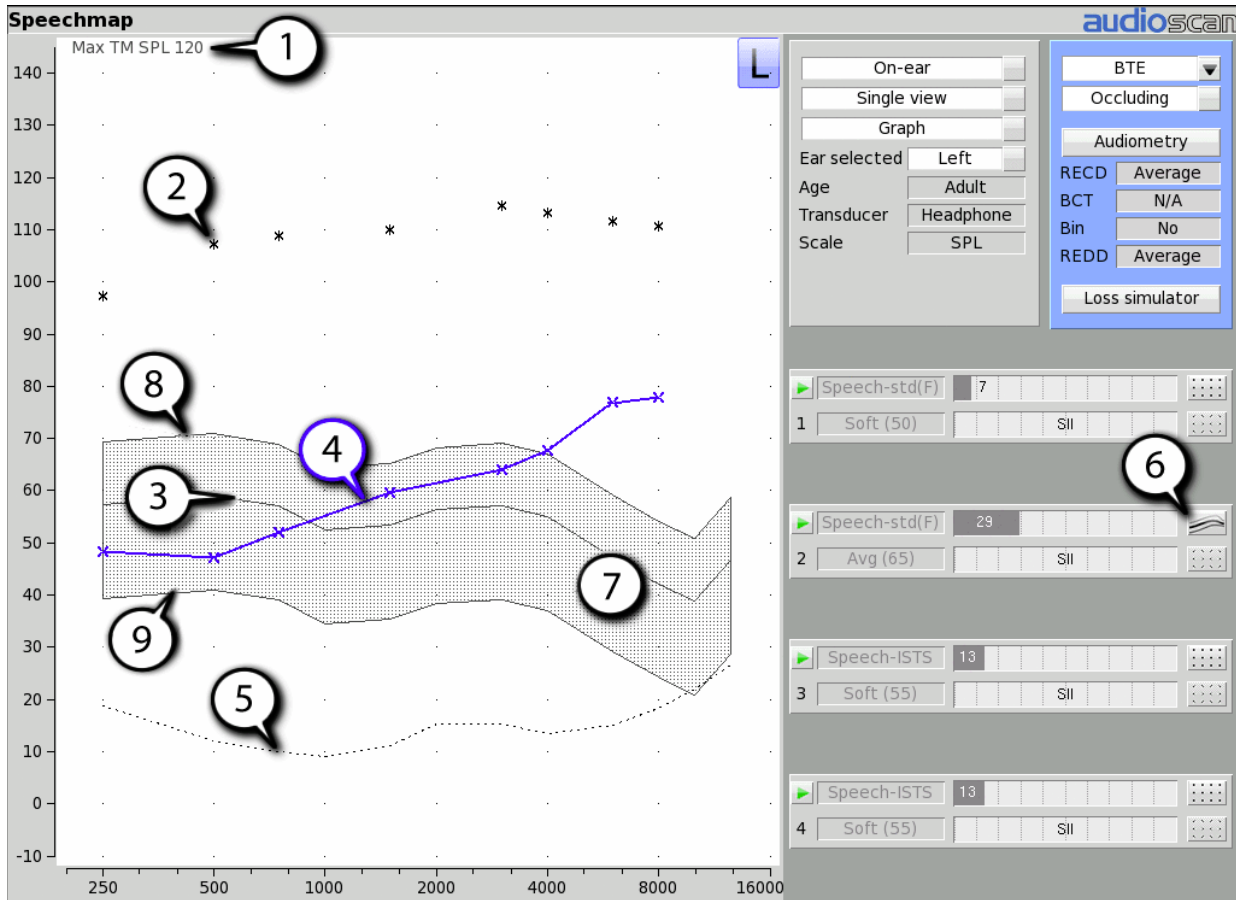 Speechmap
audioscan
Max TM SPL 120
1
L
140
130
120
110
100
90
80
70
60
50
40
30
20
10
0
-10
2
8
4
3
7
9
5
250
500
1000
2000
4000
8000
16000
On-ear
Single view
Graph
Ear selected Left
Age Adult
Transducer Headphone
Scale SPL
BTE
Occluding
Audiometry
RECD Average
BCT N/A
Bin No
REDD Average
Loss simulator
Speech-std(F) 7
1 Soft (50) SII
6
Speech-std(F) 29
2 Avg (65) SII
Speech-ISTS 13
3 Soft (55) SII
Speech-ISTS 13
4 Soft (55) SII